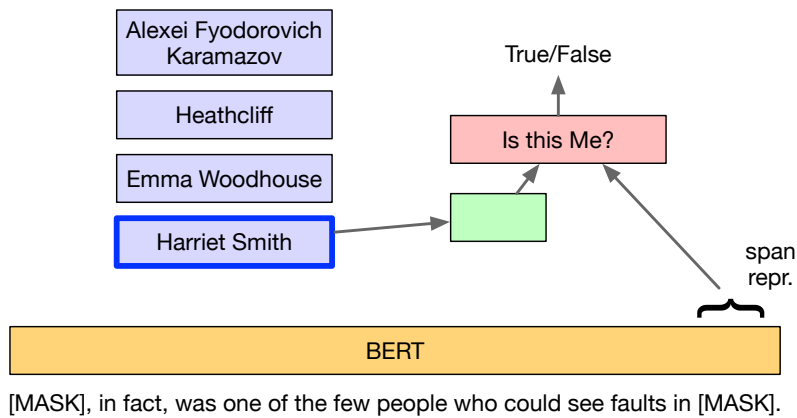 Alexei Fyodorovich
Karamazov
True/False
Heathcliff
Is this Me?
Emma Woodhouse
Harriet Smith
span
repr.
BERT
[MASK], in fact, was one of the few people who could see faults in [MASK].